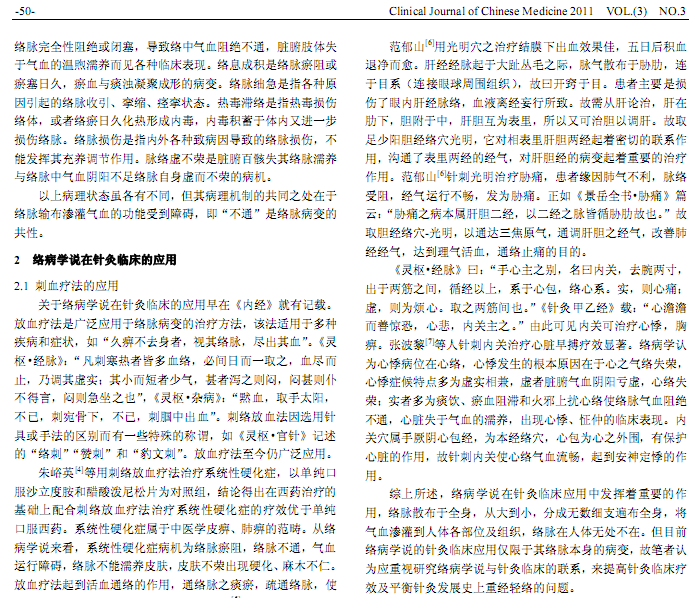 -50-
Clinical Journal of Chinese Medicine 2011 VOL.(3) NO.3
络脉完全性阻绝或闭塞，导致络中气血阻绝不通，脏腑肢体失
于气血的温煦濡养而见各种临床表现。络息成积是络脉瘀阻或
瘀塞日久，瘀血与痰浊凝聚成形的病变。络脉绌急是指各种原
因引起的络脉收引、挛缩、痉挛状态。热毒滞络是指热毒损伤
络体，或者络瘀日久化热形成内毒，内毒积蓄于体内又进一步
损伤络脉。络脉损伤是指内外各种致病因导致的络脉损伤，不
能发挥其充养调节作用。脉络虚不荣是脏腑百骸失其络脉濡养
与络脉中气血阴阳不足络脉自身虚而不荣的病机。
以上病理状态虽各有不同，但其病理机制的共同之处在于
络脉输布渗灌气血的功能受到障碍，即“不通”是络脉病变的
共性。
2 络病学说在针灸临床的应用
2.1 刺血疗法的应用
关于络病学说在针灸临床的应用早在《内经》就有记载。
放血疗法是广泛应用于络脉病变的治疗方法，该法适用于多种
疾病和症状，如“久痹不去身者，视其络脉，尽出其血”。《灵
枢•经脉》：“凡刺寒热者皆多血络，必间日而一取之，血尽而
止，乃调其虚实；其小而短者少气，甚者泻之则闷，闷甚则仆
不得言，闷则急坐之也”，《灵枢•杂病》：“黙血，取手太阳，
不已，刺宛骨下，不已，刺腘中出血”。刺络放血法因选用针
具或手法的区别而有一些特殊的称谓，如《灵枢•官针》记述
的“络刺”“赞刺”和“豹文刺”。放血疗法至今仍广泛应用。
朱峪英[4]等用刺络放血疗法治疗系统性硬化症，以单纯口
服沙立度胺和醋酸泼尼松片为对照组，结论得出在西药治疗的
基础上配合刺络放血疗法治疗系统性硬化症的疗效优于单纯
口服西药。系统性硬化症属于中医学皮痹、肺痹的范畴。从络
病学说来看，系统性硬化症病机为络脉瘀阻，络脉不通，气血
运行障碍，络脉不能濡养皮肤，皮肤不荣出现硬化、麻木不仁。
放血疗法起到活血通络的作用，通络脉之痰瘀，疏通络脉，使
范郁山[6]用光明穴之治疗结膜下出血效果佳，五日后积血
退净而愈。肝经经脉起于大趾丛毛之际，脉气散布于胁肋，连
于目系（连接眼球周围组织），故曰开窍于目。患者主要是损
伤了眼内肝经脉络，血液离经妄行所致。故需从肝论治，肝在
肋下，胆附于中，肝胆互为表里，所以又可治胆以调肝。故取
足少阳胆经络穴光明，它对相表里肝胆两经起着密切的联系作
用，沟通了表里两经的经气，对肝胆经的病变起着重要的治疗
作用。范郁山[6]针刺光明治疗胁痛，患者缘因肺气不利，脉络
受阻，经气运行不畅，发为胁痛。正如《景岳全书•胁痛》篇
云：“胁痛之病本属肝胆二经，以二经之脉皆循胁肋故也。”故
取胆经络穴-光明，以通达三焦原气，通调肝胆之经气，改善肺
经经气，达到理气活血，通络止痛的目的。
《灵枢•经脉》曰：“手心主之别，名曰内关，去腕两寸，
出于两筋之间，循经以上，系于心包，络心系。实，则心痛；
虚，则为烦心。取之两筋间也。”《针灸甲乙经》载：“心澹澹
而善惊恐，心悲，内关主之。”由此可见内关可治疗心悸，胸
痹。张波黎[7]等人针刺内关治疗心脏早搏疗效显著。络病学认
为心悸病位在心络，心悸发生的根本原因在于心之气络失荣，
心悸症候特点多为虚实相兼，虚者脏腑气血阴阳亏虚，心络失
荣；实者多为痰饮、瘀血阻滞和火邪上扰心络使络脉气血阻绝
不通，心脏失于气血的濡养，出现心悸、怔忡的临床表现。内
关穴属手厥阴心包经，为本经络穴，心包为心之外围，有保护
心脏的作用，故针刺内关使心络气血流畅，起到安神定悸的作
用。
综上所述，络病学说在针灸临床应用中发挥着重要的作
用，络脉散布于全身，从大到小，分成无数细支遍布全身，将
气血渗灌到人体各部位及组织，络脉在人体无处不在。但目前
络病学说的针灸临床应用仅限于其络脉本身的病变，故笔者认
为应重视研究络病学说与针灸临床的联系，来提高针灸临床疗
效及平衡针灸发展史上重经轻络的问题。